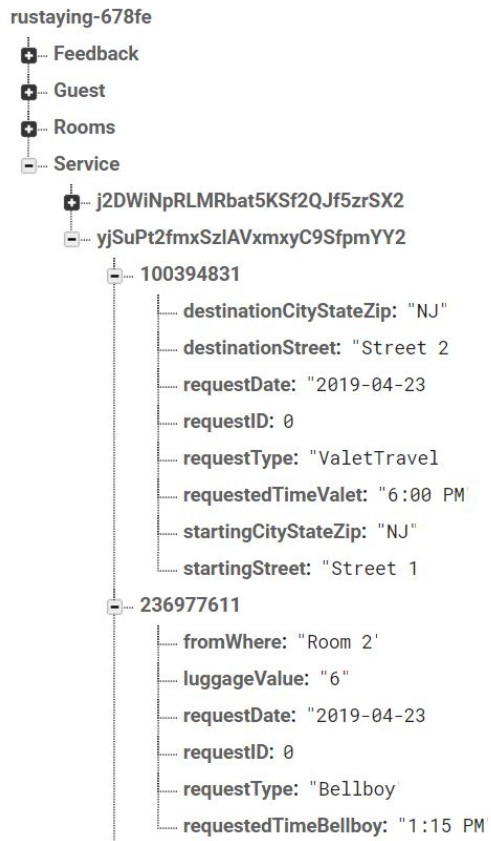 rustaying-678fe
Feedback
Guest
Rooms
Service
j2DWiNpRLMRbat5KSf2QJf5zrSX2
yjSuPt2fmxSzIAVxmxyC9SfpmYY2
100394831
destinationCityStateZip: "NJ"
destinationStreet: "Street 2
requestDate: "2019-04-23
requestID: 0
requestType: "ValetTravel
requestedTimeValet: "6:00 PM'
startingCityStateZip: "NJ"
startingStreet: "Street 1
236977611
fromWhere: "Room 2'
luggageValue: "6"
requestDate: "2019-04-23
requestID: 0
requestType: "Bellboy'
requestedTimeBellboy: "1:15 PM'